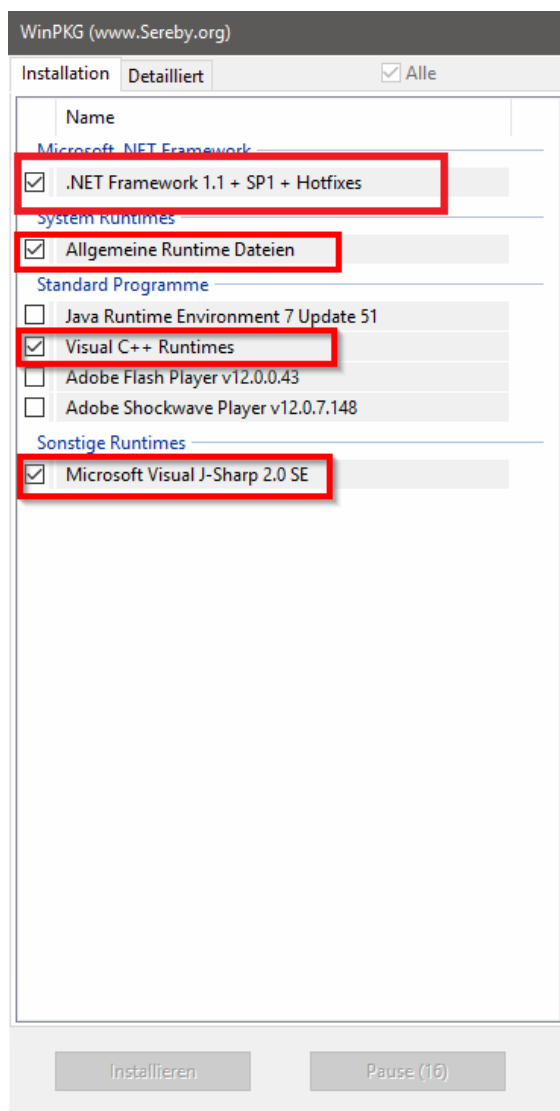 WinPKG (www.Sereby.org)
Installation Detailliert Alle
Name
Microsoft .NET Framework
.NET Framework 1.1 + SP1 + Hotfixes
System Runtimes
Allgemeine Runtime Dateien
Standard Programme
Java Runtime Environment 7 Update 51
Visual C++ Runtimes
Adobe Flash Player v12.0.0.43
Adobe Shockwave Player v12.0.7.148
Sonstige Runtimes
Microsoft Visual J-Sharp 2.0 SE
Installieren Pause (16)